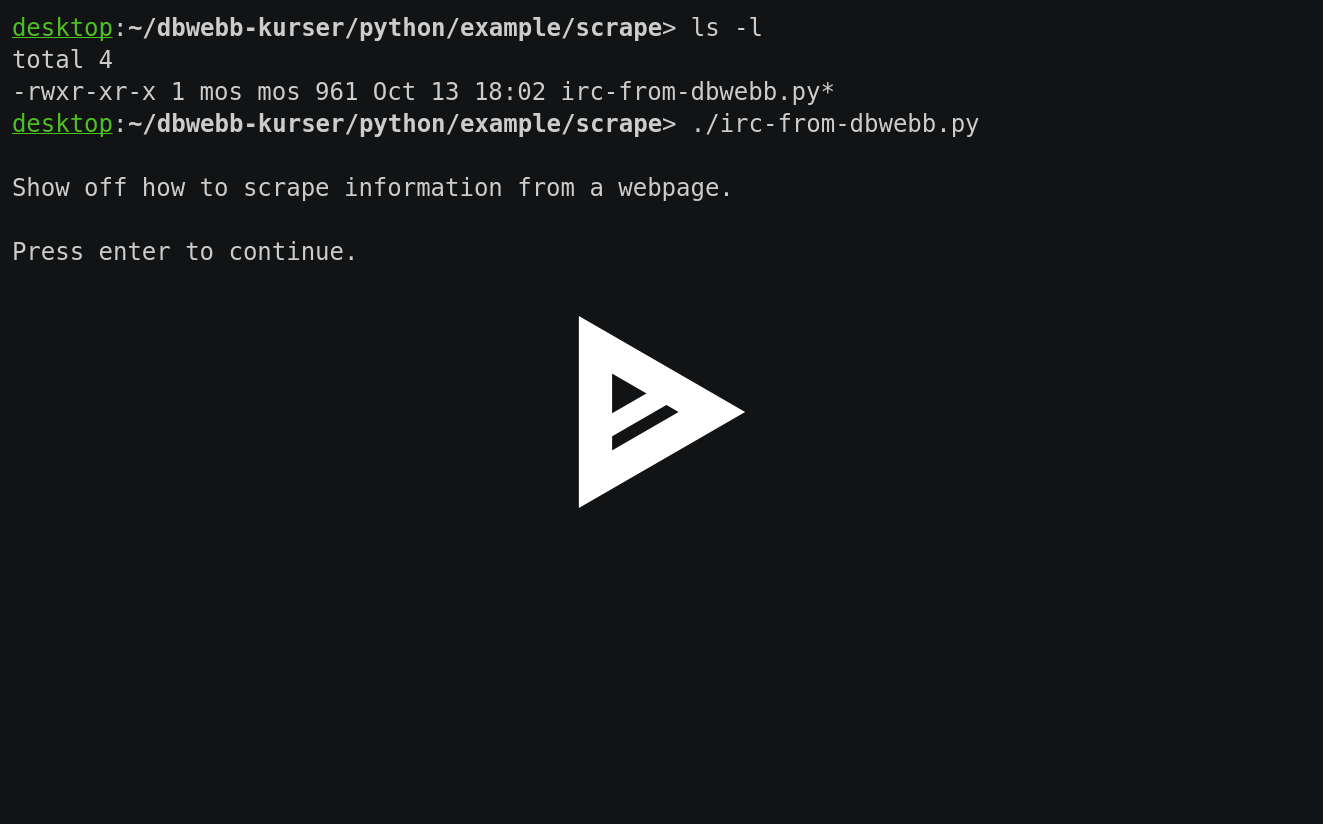 desktop:~/dbwebb-kurser/python/example/scrape> ls -l
total 4
-rwxr-xr-x 1 mos mos 961 Oct 13 18:02 irc-from-dbwebb.py*
desktop:~/dbwebb-kurser/python/example/scrape> ./irc-from-dbwebb.py
Show off how to scrape information from a webpage.
Press enter to continue.